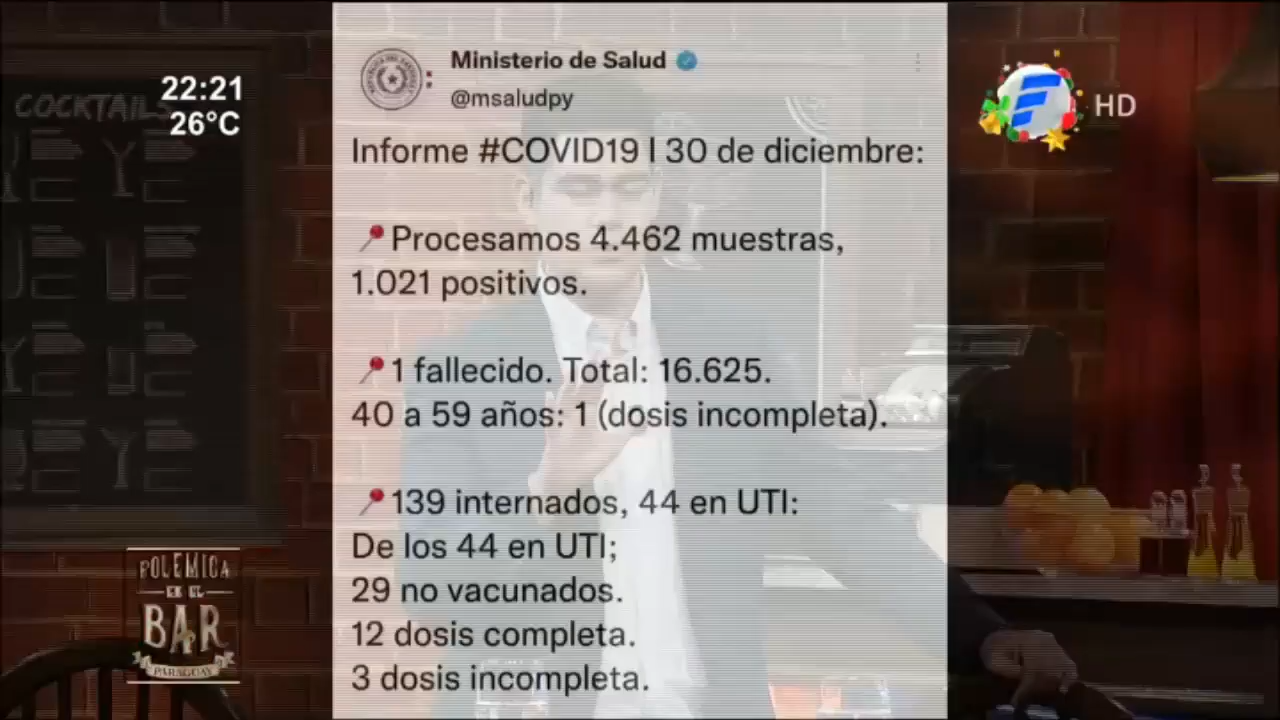 COCKTAILS
22:21
26°C
Ministerio de Salud
@msaludpy
HD
Informe #COVID19 | 30 de diciembre:
Procesamos 4.462 muestras,
1.021 positivos.
1 fallecido. Total: 16.625.
40 a 59 años: 1 (dosis incompleta).
139 internados, 44 en UTI:
De los 44 en UTI;
29 no vacunados.
12 dosis completa.
3 dosis incompleta.
POLEMICA
EN EL
BAR
PARAGUAY